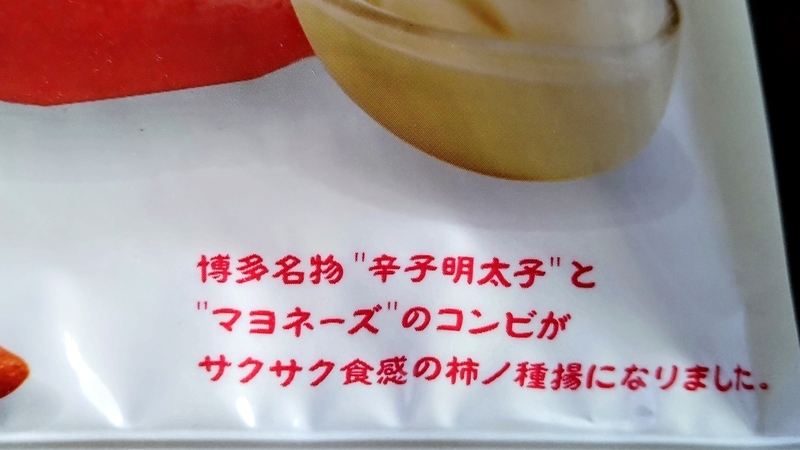 博多名物"辛子明太子"と
"マヨネーズ"のコンビが
サクサク食感の柿ノ種揚になりました。